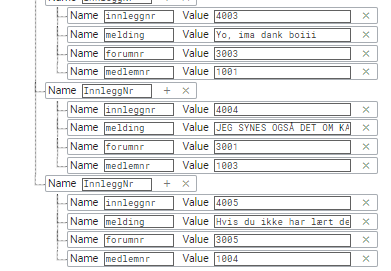 Name innleggnr Value 4003 ×
Name melding Value Yo, ima dank boiii ×
Name forumnr Value 3003 ×
Name medlemnr Value 1001 ×
Name InnleggNr + ×
Name innleggnr Value 4004 ×
Name melding Value JEG SYNES OGSÅ DET OM KA ×
Name forumnr Value 3001 ×
Name medlemnr Value 1003 ×
Name InnleggNr + ×
Name innleggnr Value 4005 ×
Name melding Value Hvis du ikke har lært de ×
Name forumnr Value 3005 ×
Name medlemnr Value 1004 ×